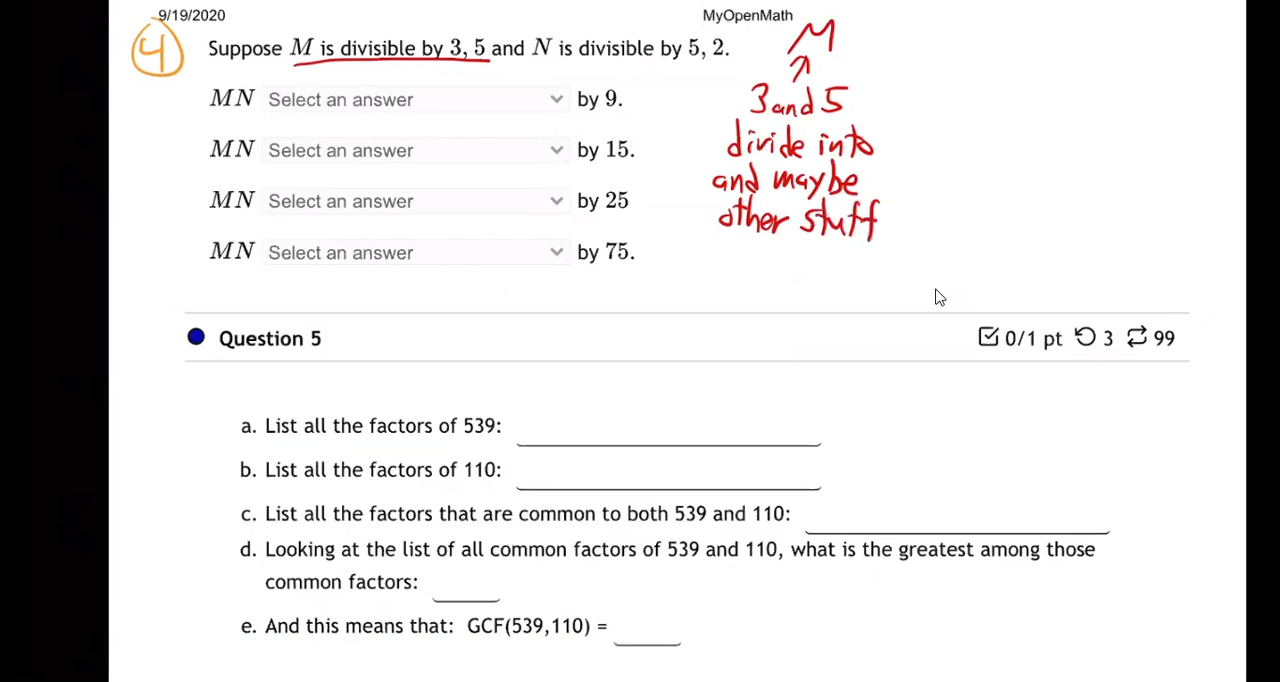 9/19/2020
MyOpenMath
4
Suppose M is divisible by 3, 5 and N is divisible by 5, 2.
MN Select an answer by 9.
MN Select an answer by 15.
MN Select an answer by 25
MN Select an answer by 75.
M
3 and 5
divide into
and maybe
other stuff
Question 5
0/1 pt 3 99
a. List all the factors of 539:
b. List all the factors of 110:
c. List all the factors that are common to both 539 and 110:
d. Looking at the list of all common factors of 539 and 110, what is the greatest among those
common factors:
e. And this means that: GCF(539,110) =